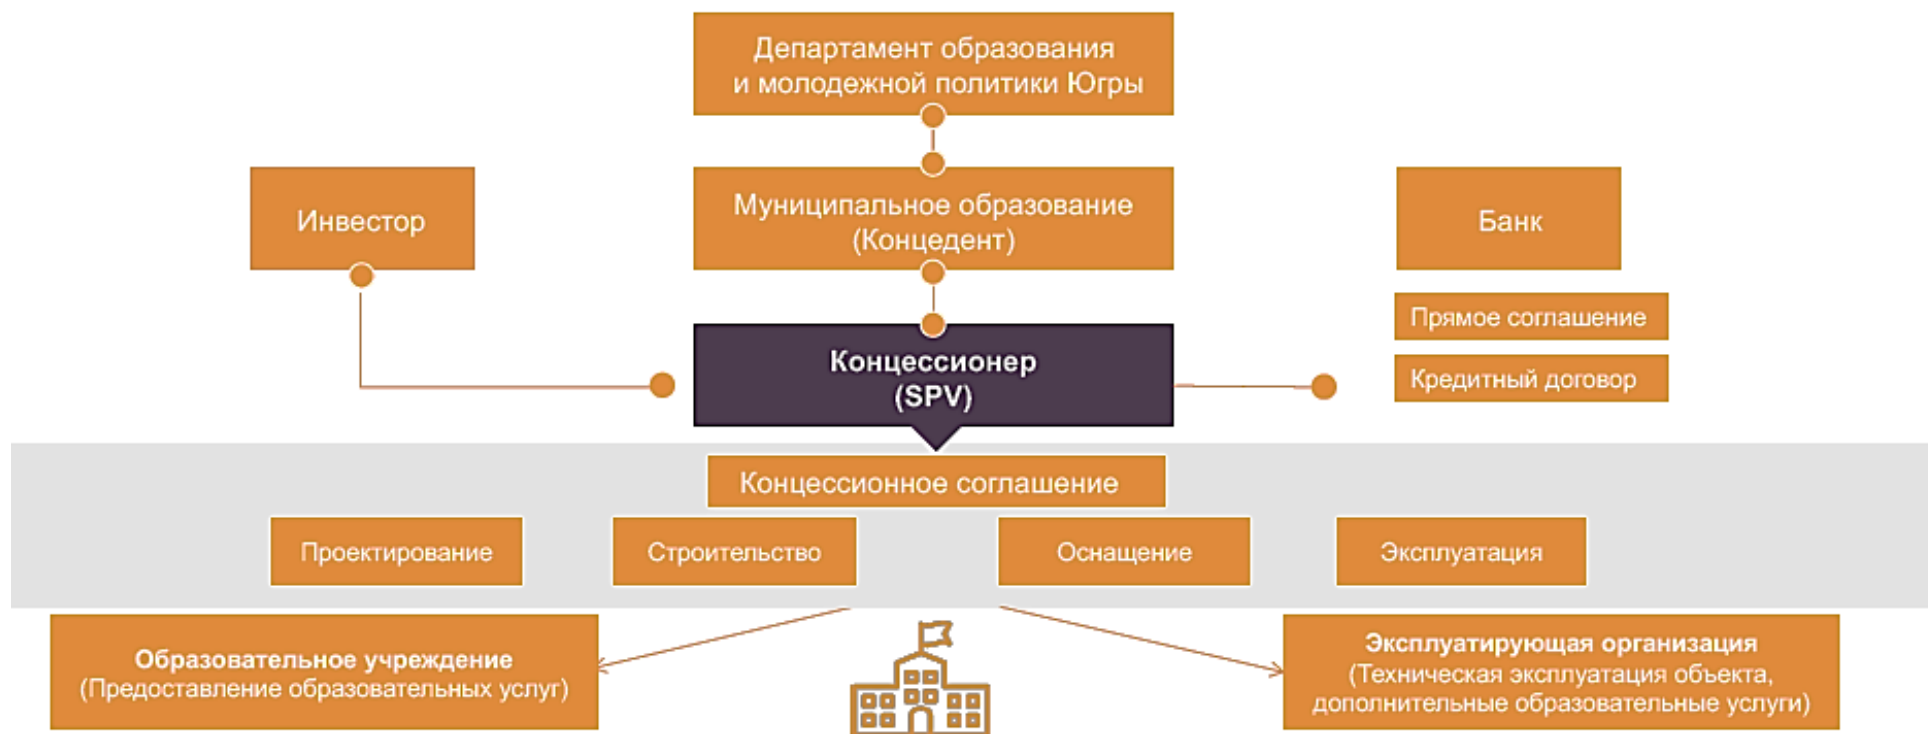 Департамент образования
и молодежной политики Югры
Инвестор
Муниципальное образование
(Концедент)
Банк
Прямое соглашение
Кредитный договор
Концессионер
(SPV)
Концессионное соглашение
Проектирование
Строительство
Оснащение
Эксплуатация
Образовательное учреждение
(Предоставление образовательных услуг)
Эксплуатирующая организация
(Техническая эксплуатация объекта,
дополнительные образовательные услуги)